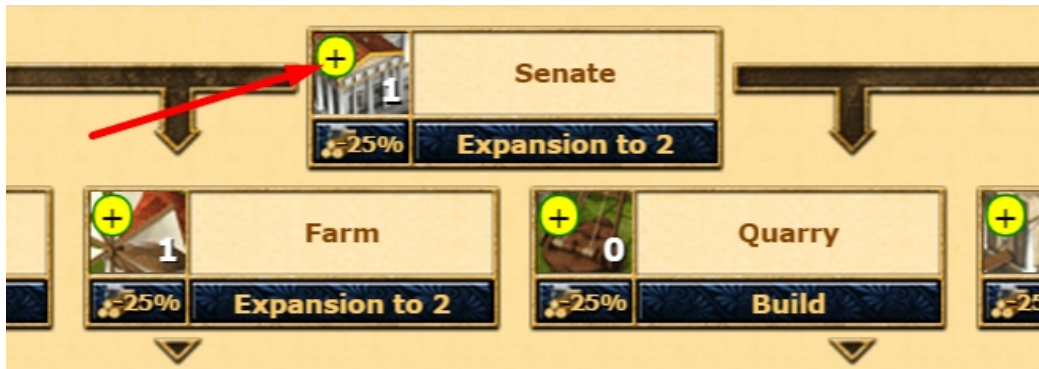 +
1
Senate
-25%
Expansion to 2
+
1
Farm
-25%
Expansion to 2
+
0
Quarry
-25%
Build
+